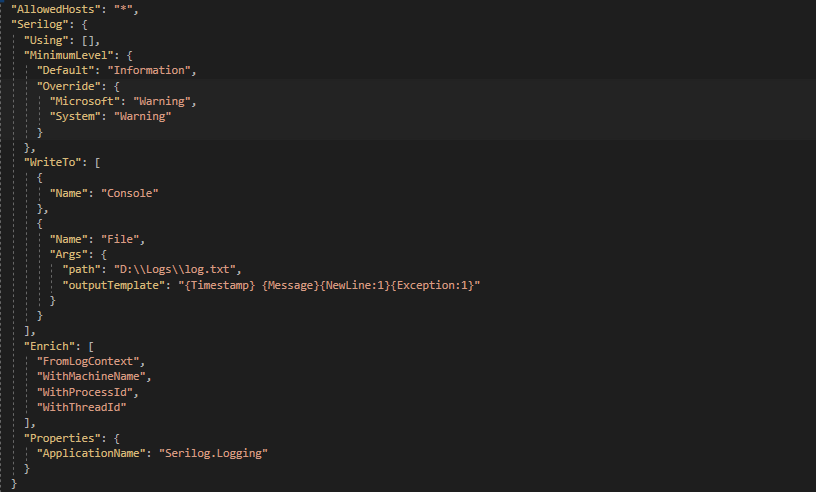 "AllowedHosts": "*",
"Serilog": {
"Using": [],
"MinimumLevel": {
"Default": "Information",
"Override": {
"Microsoft": "Warning",
"System": "Warning"
}
},
"WriteTo": [
{
"Name": "Console"
},
{
"Name": "File",
"Args": {
"path": "D:\\Logs\\log.txt",
"outputTemplate": "{Timestamp} {Message}{NewLine:1}{Exception:1}"
}
}
],
"Enrich": [
"FromLogContext",
"WithMachineName",
"WithProcessId",
"WithThreadId"
],
"Properties": {
"ApplicationName": "Serilog.Logging"
}
}